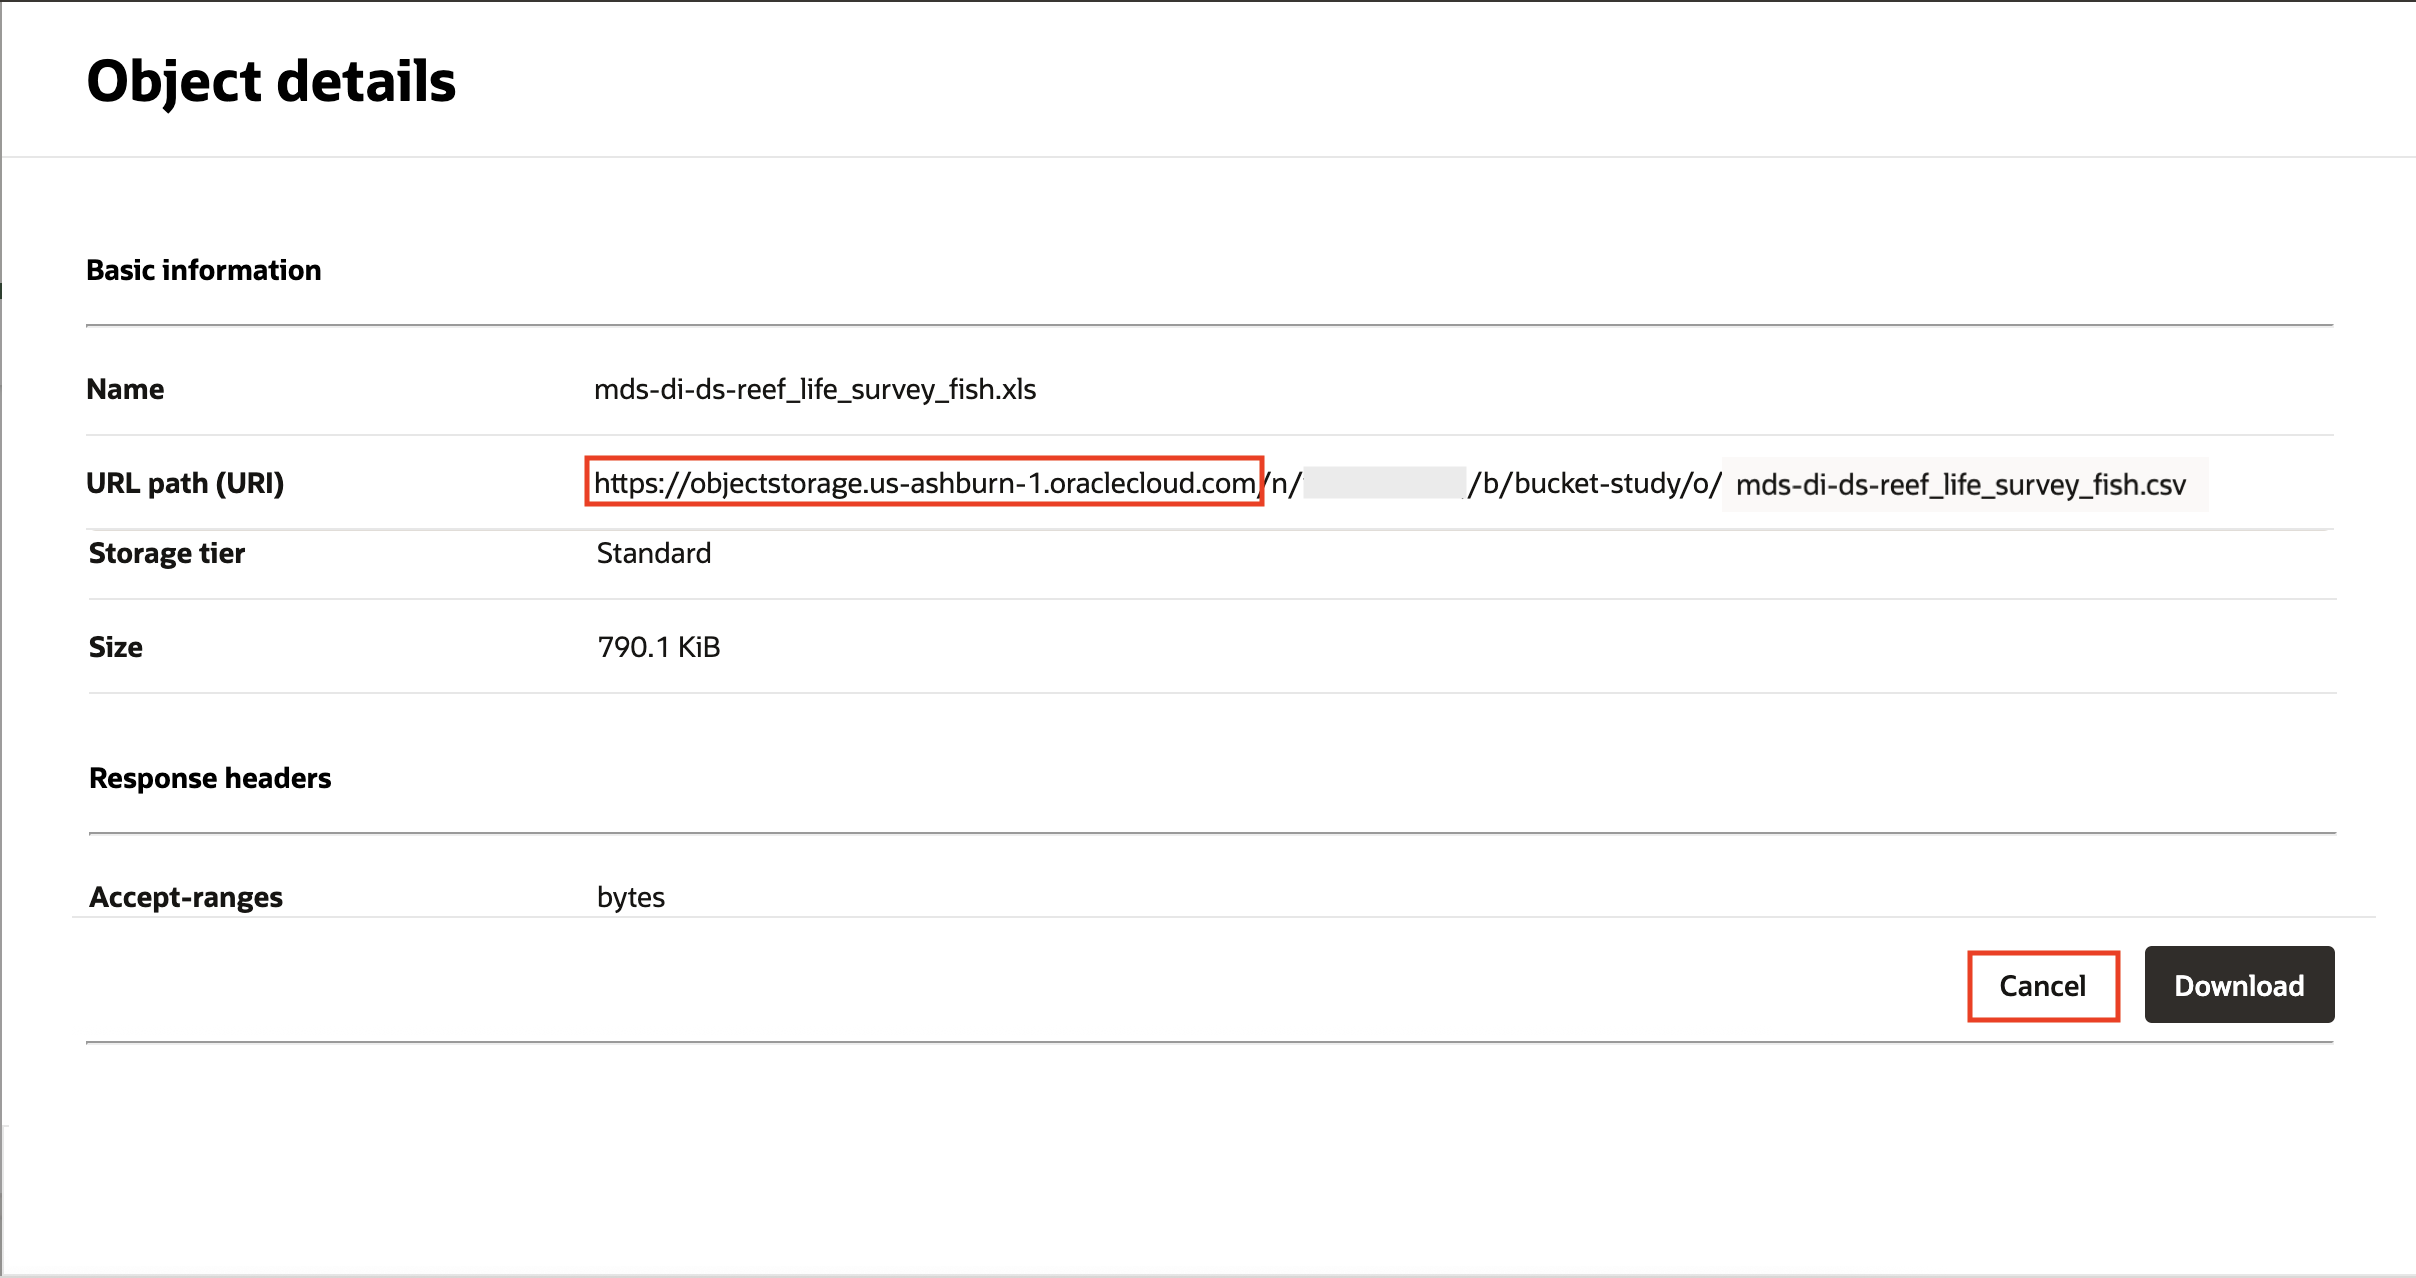 Object details
Basic information
Name mds-di-ds-reef_life_survey_fish.xls
URL path (URI) https://objectstorage.us-ashburn-1.oraclecloud.com/n/ /b/bucket-study/o/ mds-di-ds-reef_life_survey_fish.csv
Storage tier Standard
Size 790.1 KiB
Response headers
Accept-ranges bytes
Cancel Download